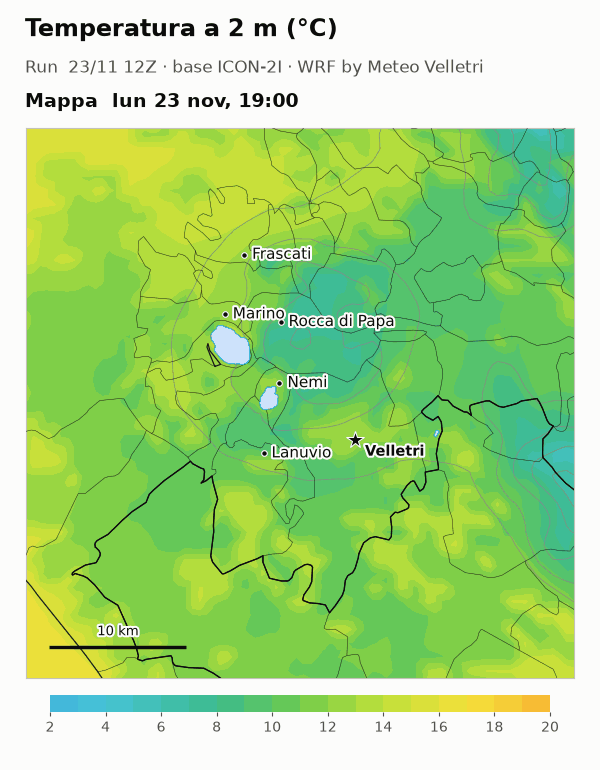 Temperatura a 2 m (°C)
Run  23/11 12Z · base ICON-2I · WRF by Meteo Velletri
Mappa  lun 23 nov, 19:00
Frascati
Marino
Rocca di Papa
Nemi
Velletri
Lanuvio
10 km
2 4 6 8 10 12 14 16 18 20